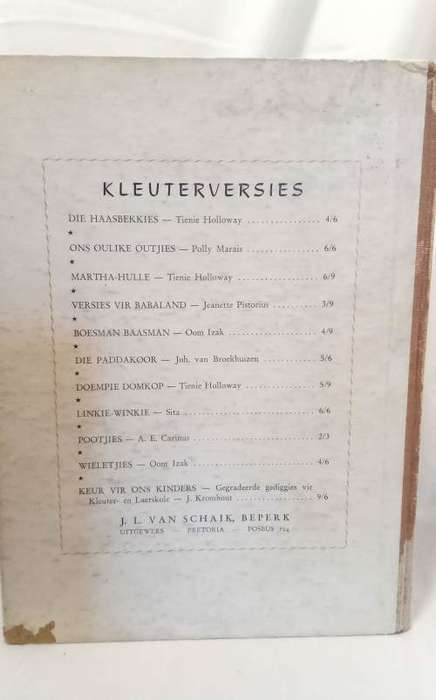 KLEUTERVERSIES
DIE HAASBEKKIES — Tienie Holloway ................ 4/6
★
ONS OULIKE OUTJIES — Polly Marais ................ 6/6
★
MARTHA-HULLE — Tienie Holloway ................ 6/9
★
VERSIES VIR BABALAND — Jeanette Pistorius .......... 3/9
★
BOESMAN BAASMAN — Oom Izak ................ 4/9
★
DIE PADDAKOOR — Joh. van Broekhuizen ............ 5/6
★
DOEMPIE DOMKOP — Tienie Holloway ................ 5/9
★
LINKIE-WINKIE — Sita ................ 6/6
★
POOTJIES — A. E. Carinus ................ 2/3
★
WIELETJIES — Oom Izak ................ 4/6
★
KEUR VIR ONS KINDERS — Gegradeerde gediggies vir
Kleuter- en Laerskole — J. Kromhout ................ 9/6
J. L. VAN SCHAIK, BEPERK
UITGEWERS — PRETORIA — POSBUS 724